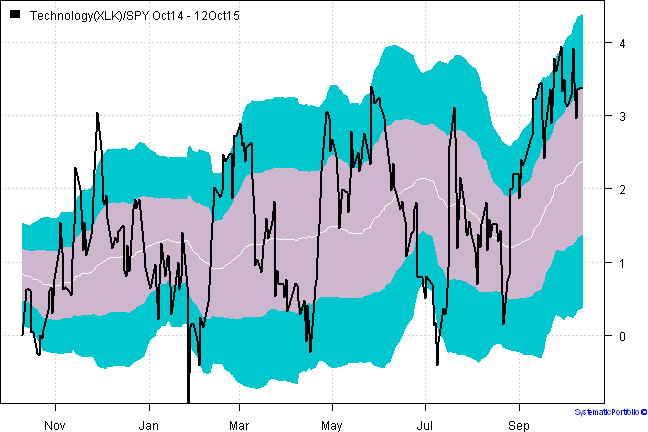 Technology(XLK)/SPY Oct14 - 12Oct15
4
3
2
1
0
Nov Jan Mar May Jul Sep
SystematicPortfolio ©